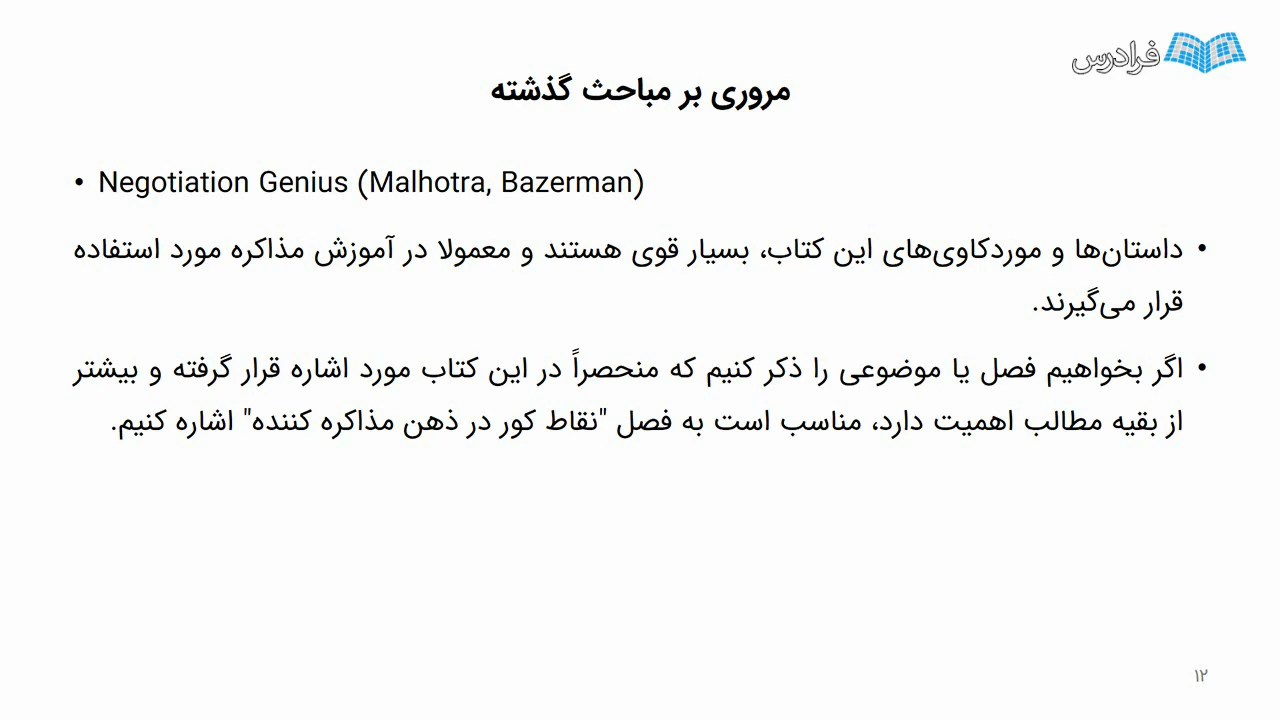 فرادرس
مروری بر مباحث گذشته
• Negotiation Genius (Malhotra, Bazerman)
• داستان‌ها و موردکاوی‌های این کتاب، بسیار قوی هستند و معمولا در آموزش مذاکره مورد استفاده
قرار می‌گیرند.
• اگر بخواهیم فصل یا موضوعی را ذکر کنیم که منحصراً در این کتاب مورد اشاره قرار گرفته و بیشتر
از بقیه مطالب اهمیت دارد، مناسب است به فصل "نقاط کور در ذهن مذاکره کننده" اشاره کنیم.
۱۲